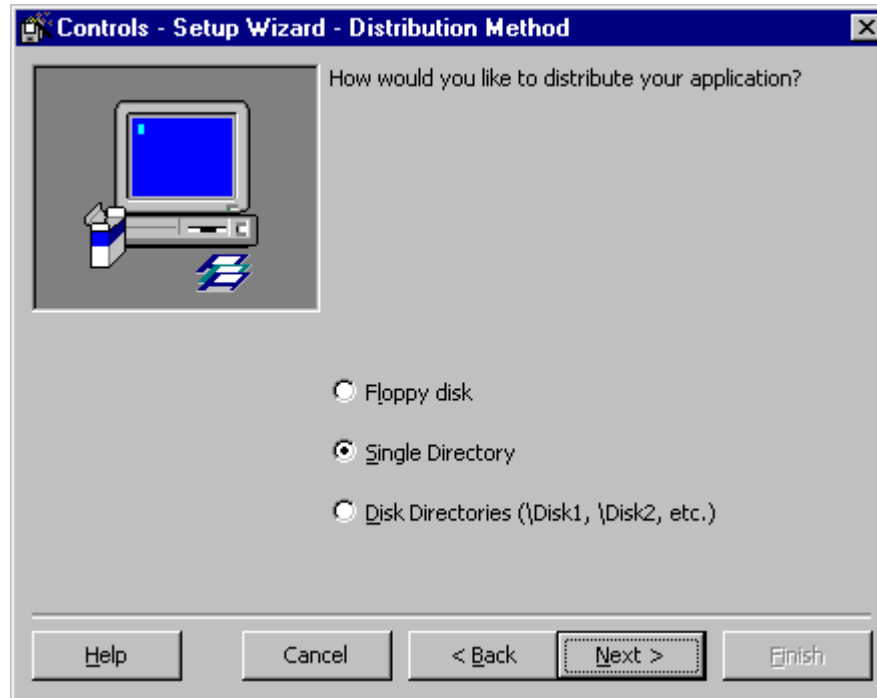 Controls - Setup Wizard - Distribution Method
How would you like to distribute your application?
Floppy disk
Single Directory
Disk Directories (\Disk1, \Disk2, etc.)
Help Cancel < Back Next > Finish